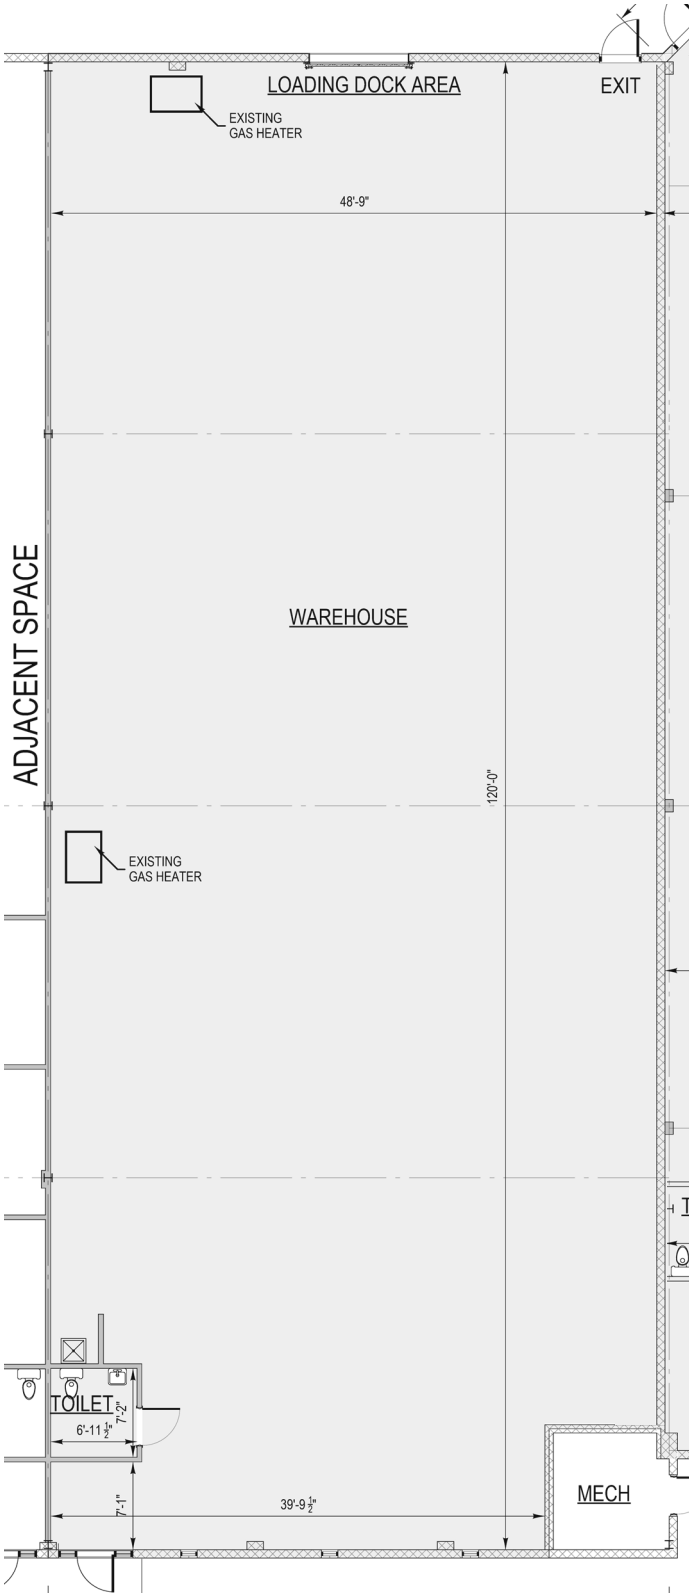 LOADING DOCK AREA
EXIT
EXISTING
GAS HEATER
48'-9"
ADJACENT SPACE
WAREHOUSE
120'-0"
EXISTING
GAS HEATER
TOILET
7'-2"
6'-11 1/2"
7'-1"
39'-9 1/2"
MECH